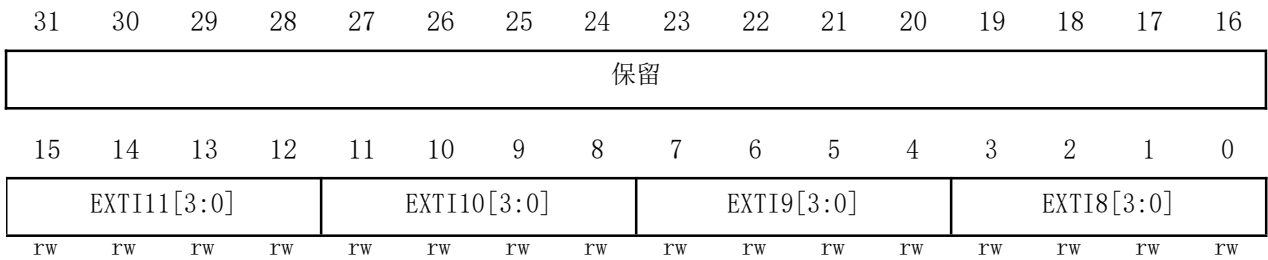 31 30 29 28 27 26 25 24 23 22 21 20 19 18 17 16
保留
15 14 13 12 11 10 9 8 7 6 5 4 3 2 1 0
EXTI11[3:0] EXTI10[3:0] EXTI9[3:0] EXTI8[3:0]
rw rw rw rw rw rw rw rw rw rw rw rw rw rw rw rw